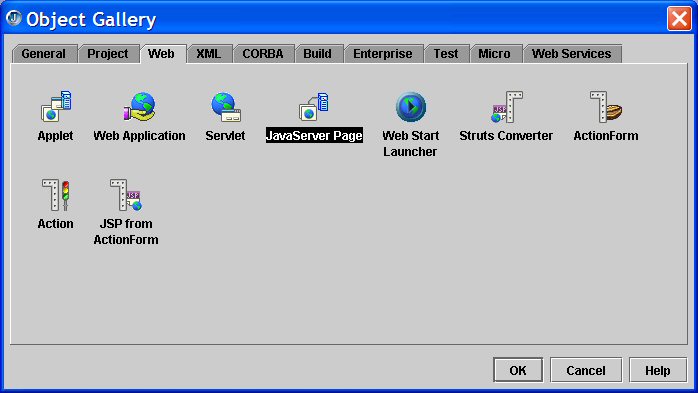 Object Gallery
General Project Web XML CORBA Build Enterprise Test Micro Web Services
Applet Web Application Servlet JavaServer Page Web Start Launcher Struts Converter ActionForm
Action JSP from ActionForm
OK Cancel Help